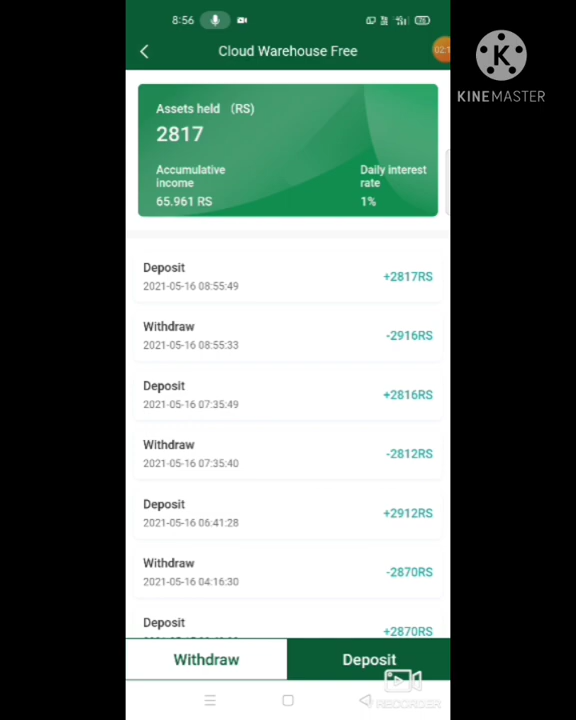 8:56
Cloud Warehouse Free
02:1
KINEMASTER
Assets held (RS)
2817
Accumulative income
Daily interest rate
65.961 RS
1%
Deposit
2021-05-16 08:55:49
+2817RS
Withdraw
2021-05-16 08:55:33
-2916RS
Deposit
2021-05-16 07:35:49
+2816RS
Withdraw
2021-05-16 07:35:40
-2812RS
Deposit
2021-05-16 06:41:28
+2912RS
Withdraw
2021-05-16 04:16:30
-2870RS
Deposit
+2870RS
Withdraw
Deposit
RECORDER